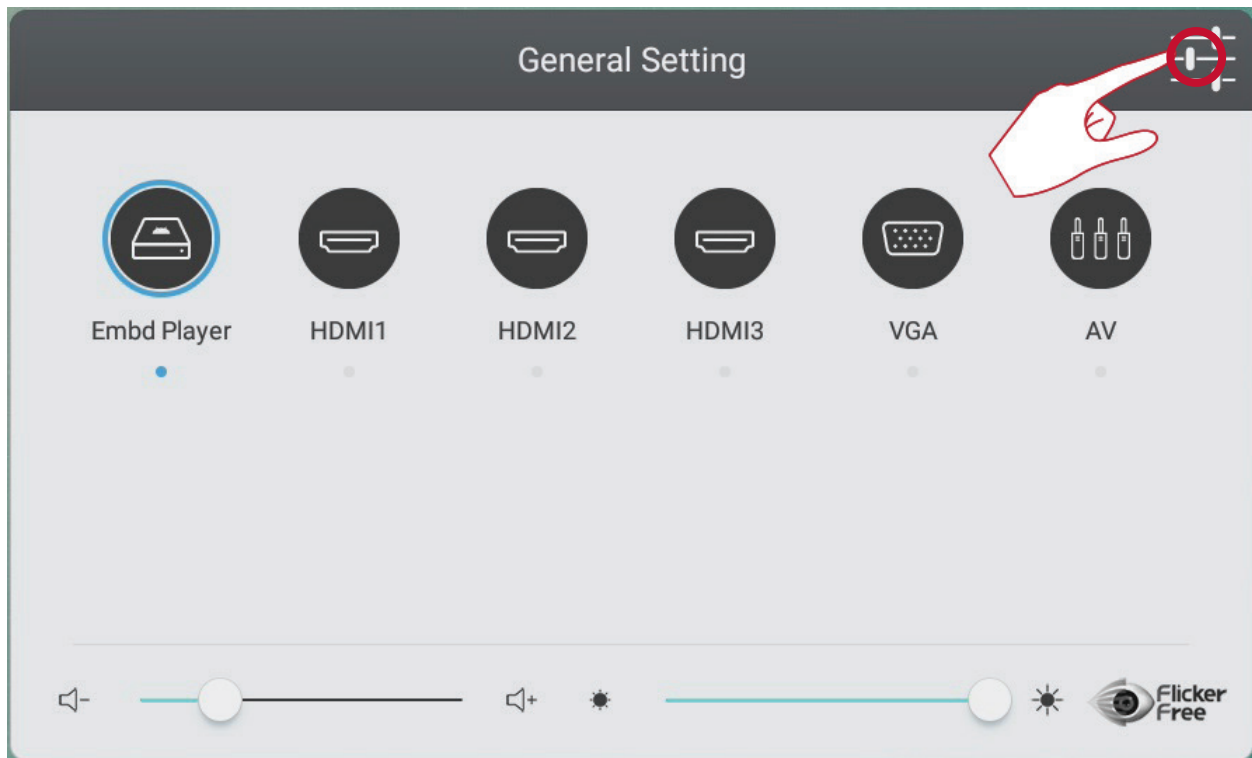 General Setting
Embd Player
HDMI1
HDMI2
HDMI3
VGA
AV
Flicker
Free